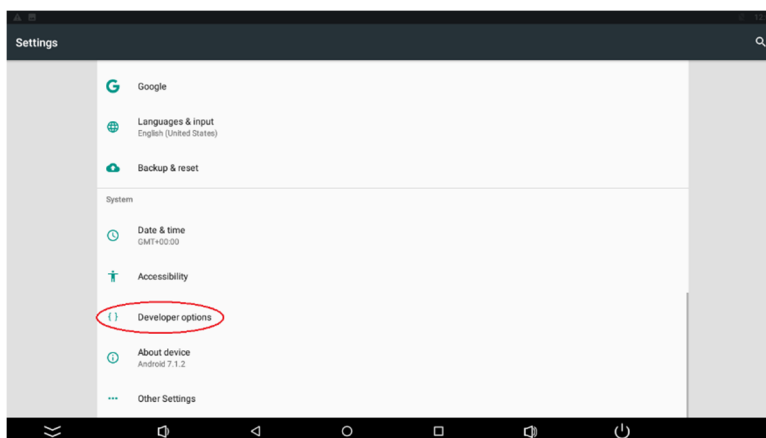 12
Settings
Google
Languages & input
English (United States)
Backup & reset
System
Date & time
GMT+00:00
Accessibility
{ } Developer options
About device
Android 7.1.2
Other Settings